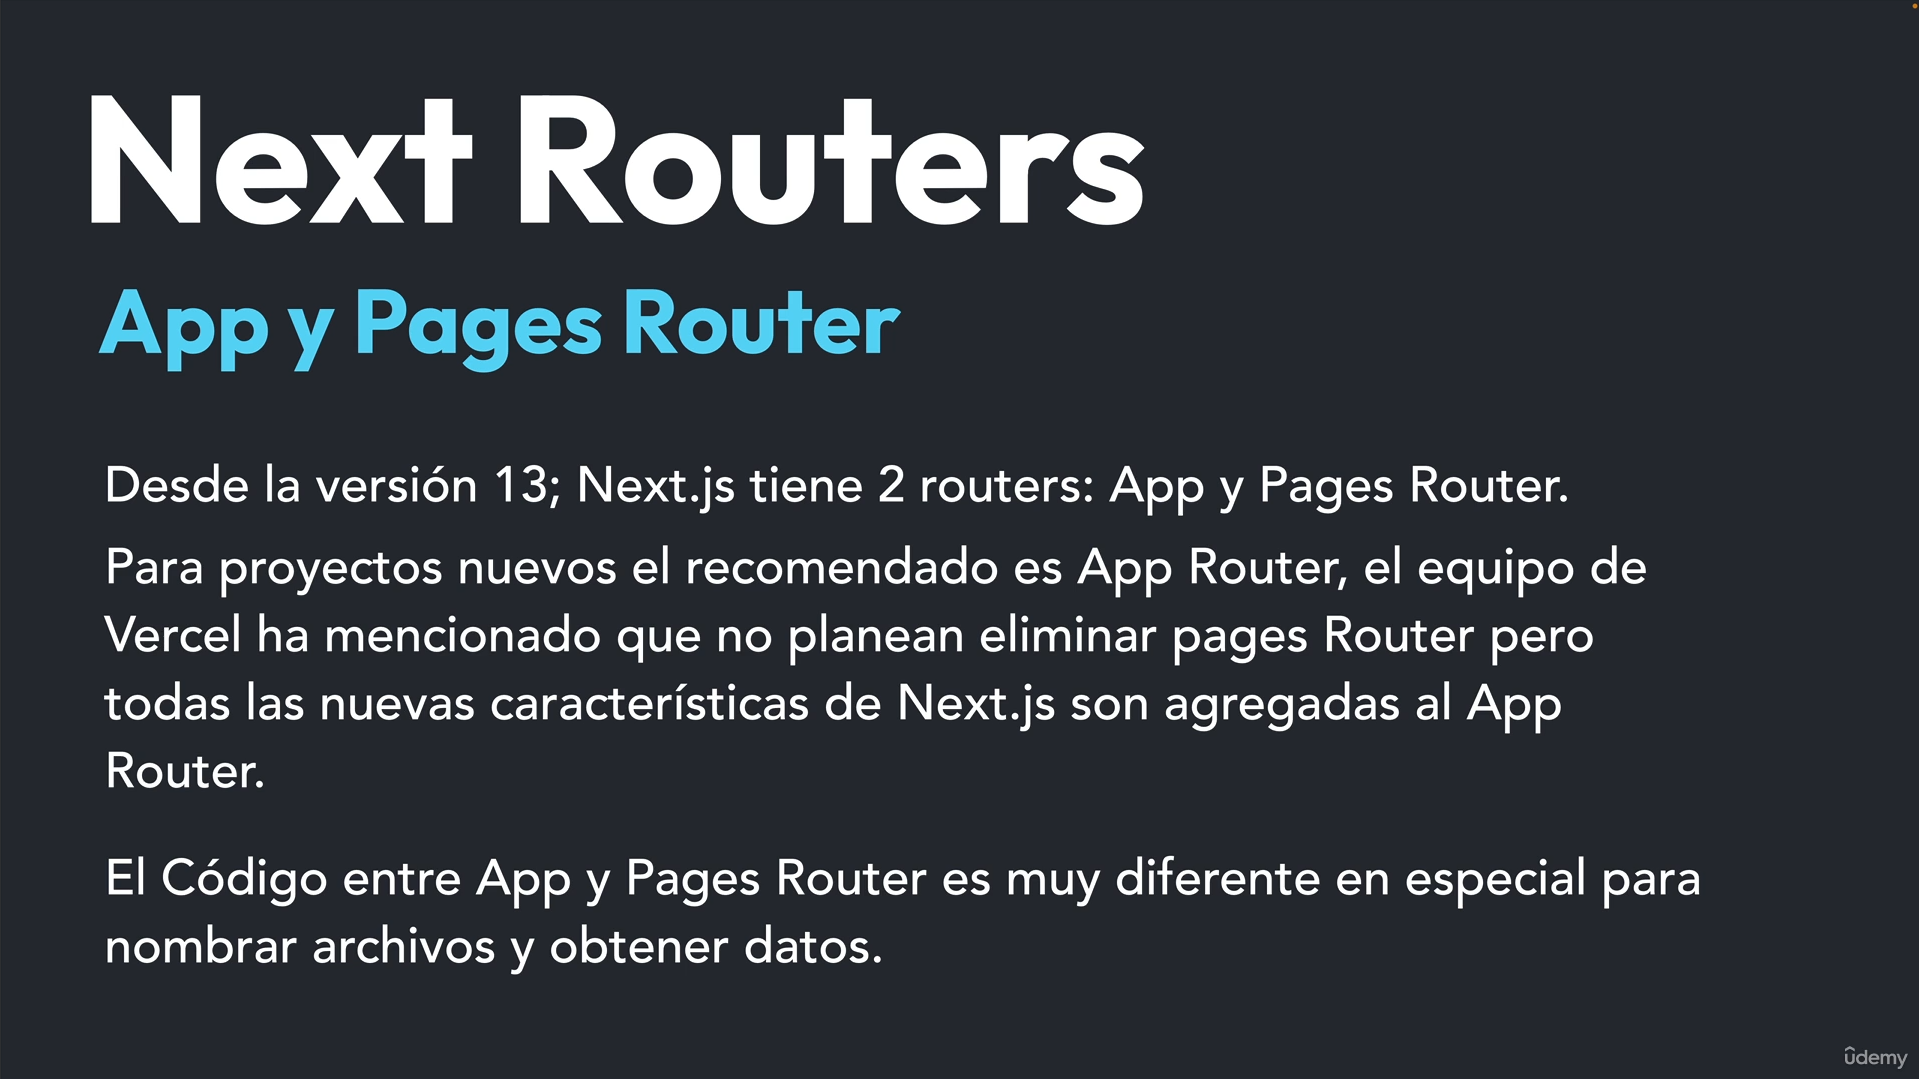 Next Routers
App y Pages Router
Desde la versión 13; Next.js tiene 2 routers: App y Pages Router.
Para proyectos nuevos el recomendado es App Router, el equipo de
Vercel ha mencionado que no planean eliminar pages Router pero
todas las nuevas características de Next.js son agregadas al App
Router.
El Código entre App y Pages Router es muy diferente en especial para
nombrar archivos y obtener datos.
ûdemy